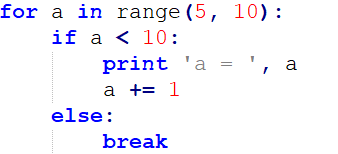 for a in range(5, 10):
    if a < 10:
        print 'a = ', a
        a += 1
    else:
        break